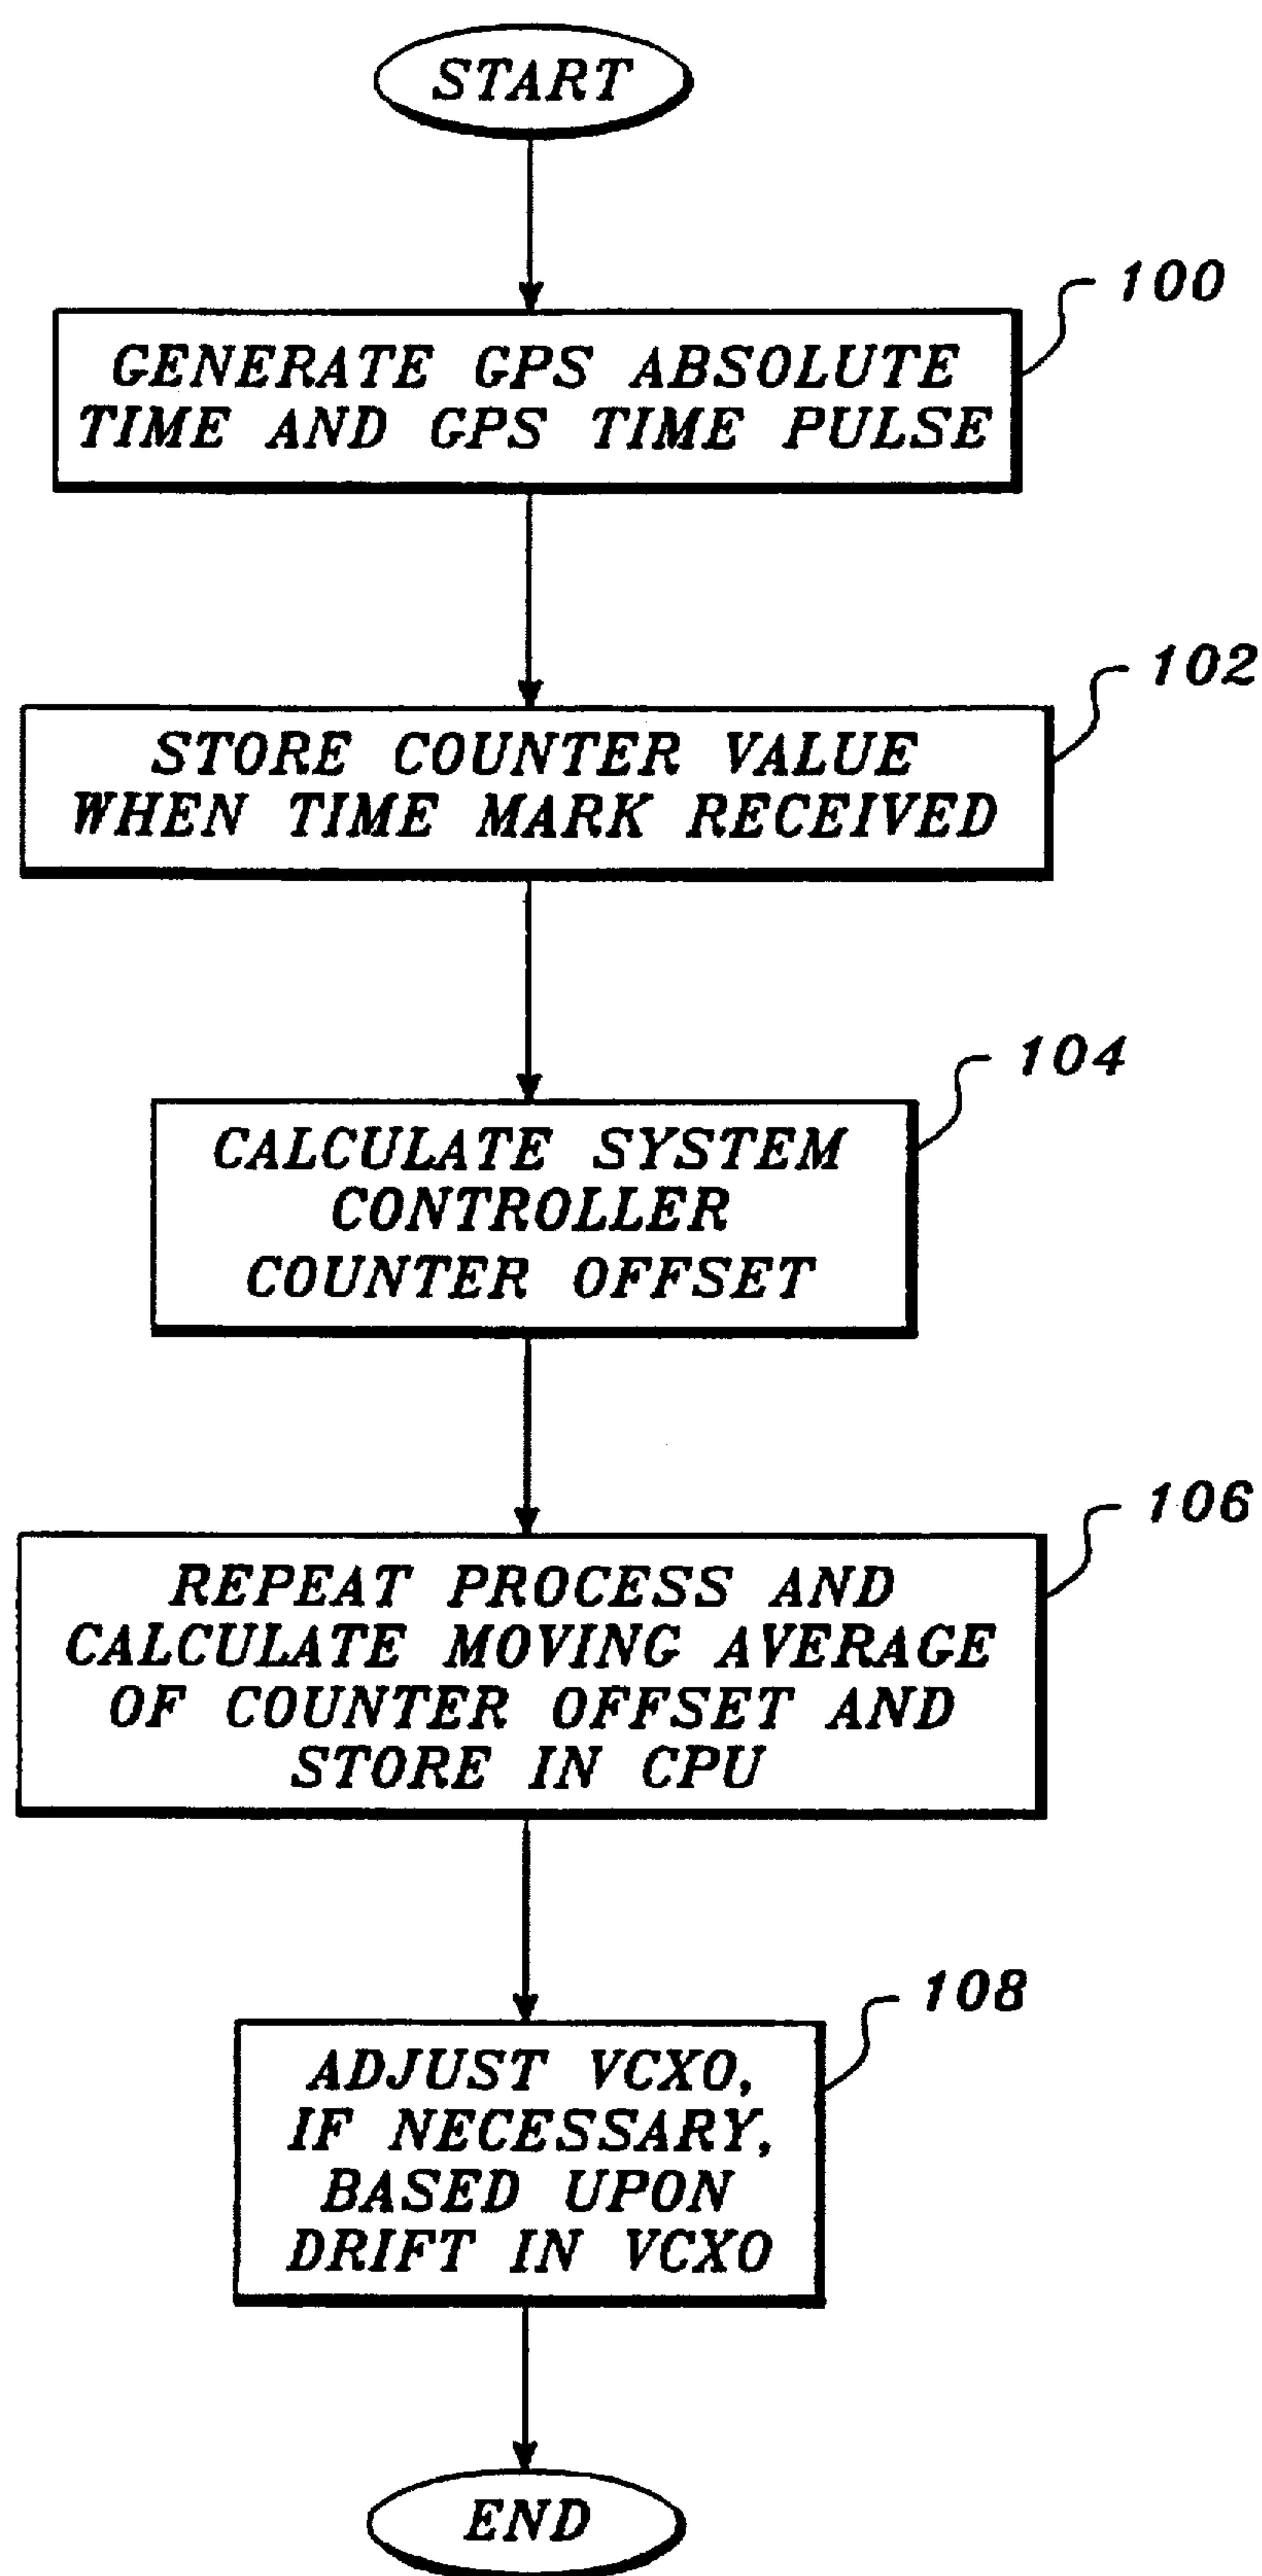 START
100
GENERATE GPS ABSOLUTE
TIME AND GPS TIME PULSE
102
STORE COUNTER VALUE
WHEN TIME MARK RECEIVED
104
CALCULATE SYSTEM
CONTROLLER
COUNTER OFFSET
106
REPEAT PROCESS AND
CALCULATE MOVING AVERAGE
OF COUNTER OFFSET AND
STORE IN CPU
108
ADJUST VCXO,
IF NECESSARY,
BASED UPON
DRIFT IN VCXO
END